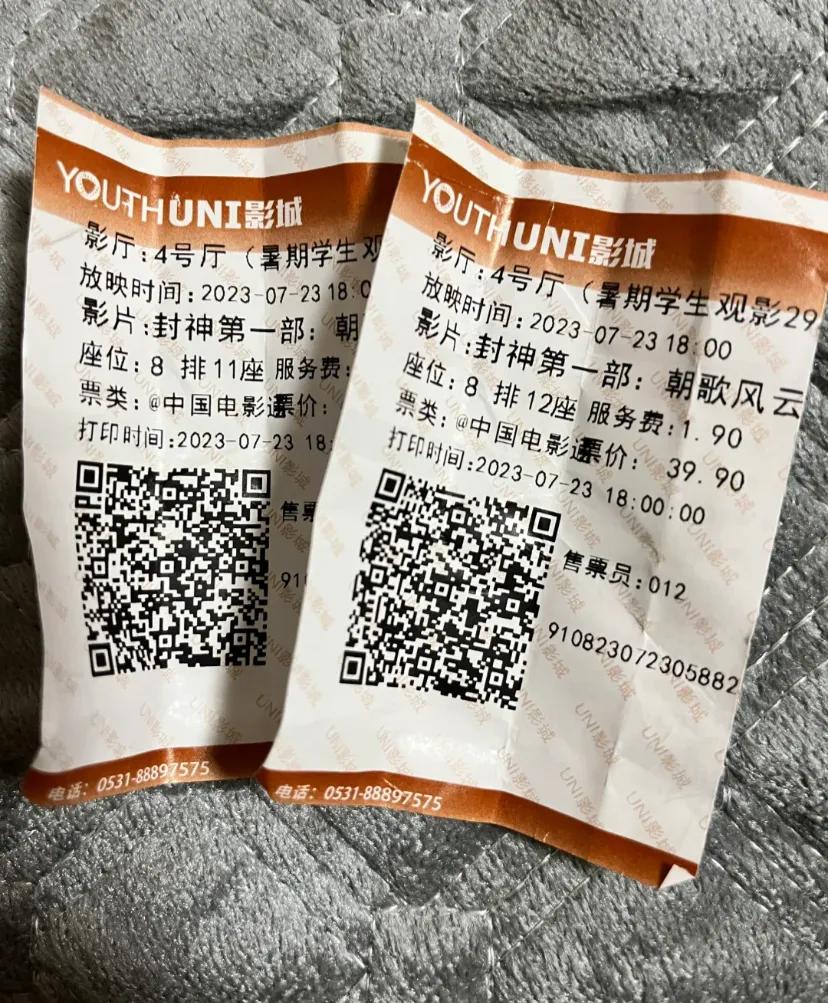 YOUTHUNI影城
影厅:4号厅 (暑期学生观
放映时间:2023-07-23 18:0
影片:封神第一部: 朝
座位:8 排11座 服务费:
票类:@中国电影通票价:
打印时间:2023-07-23 18:
售票
910
电话: 0531-88897575
YOUTHUNI影城
影厅:4号厅 (暑期学生观影29
放映时间:2023-07-23 18:00
影片:封神第一部: 朝歌风云
座位:8 排12座 服务费:1.90
票类:@中国电影通票价: 39.90
打印时间:2023-07-23 18:00:00
售票员:012
910823072305882
电话: 0531-88897575